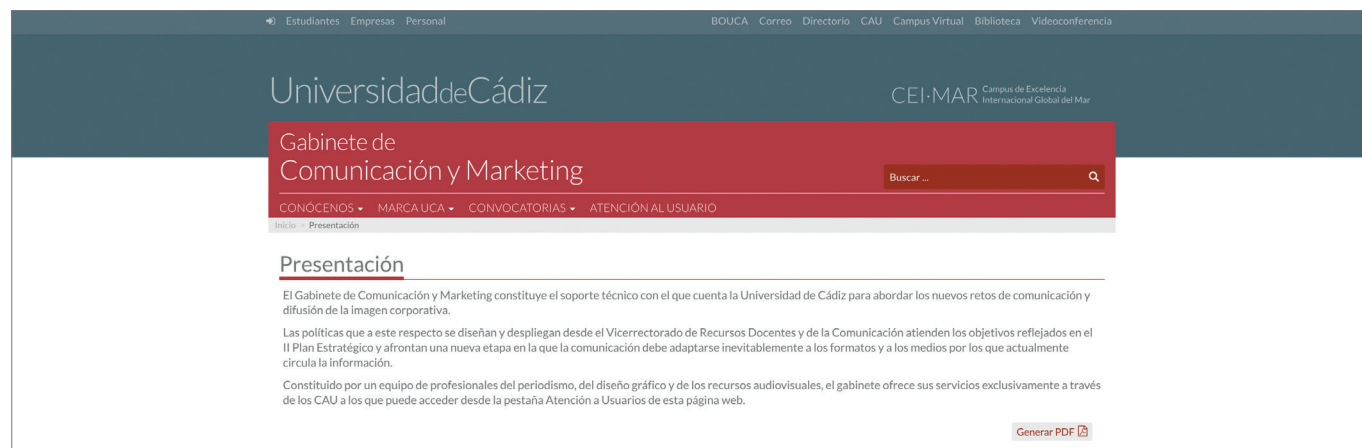 Estudiantes Empresas Personal BOUCA Correo Directorio CAU Campus Virtual Biblioteca Videoconferencia
UniversidaddeCádiz
CEI·MAR Campus de Excelencia
Internacional Global del Mar
Gabinete de
Comunicación y Marketing
Buscar ...
CONÓCENOS MARCA UCA CONVOCATORIAS ATENCIÓN AL USUARIO
Inicio > Presentación
Presentación
El Gabinete de Comunicación y Marketing constituye el soporte técnico con el que cuenta la Universidad de Cádiz para abordar los nuevos retos de comunicación y
difusión de la imagen corporativa.
Las políticas que a este respecto se diseñan y despliegan desde el Vicerrectorado de Recursos Docentes y de la Comunicación atienden los objetivos reflejados en el
II Plan Estratégico y afrontan una nueva etapa en la que la comunicación debe adaptarse inevitablemente a los formatos y a los medios por los que actualmente
circula la información.
Constituido por un equipo de profesionales del periodismo, del diseño gráfico y de los recursos audiovisuales, el gabinete ofrece sus servicios exclusivamente a través
de los CAU a los que puede acceder desde la pestaña Atención a Usuarios de esta página web.
Generar PDF